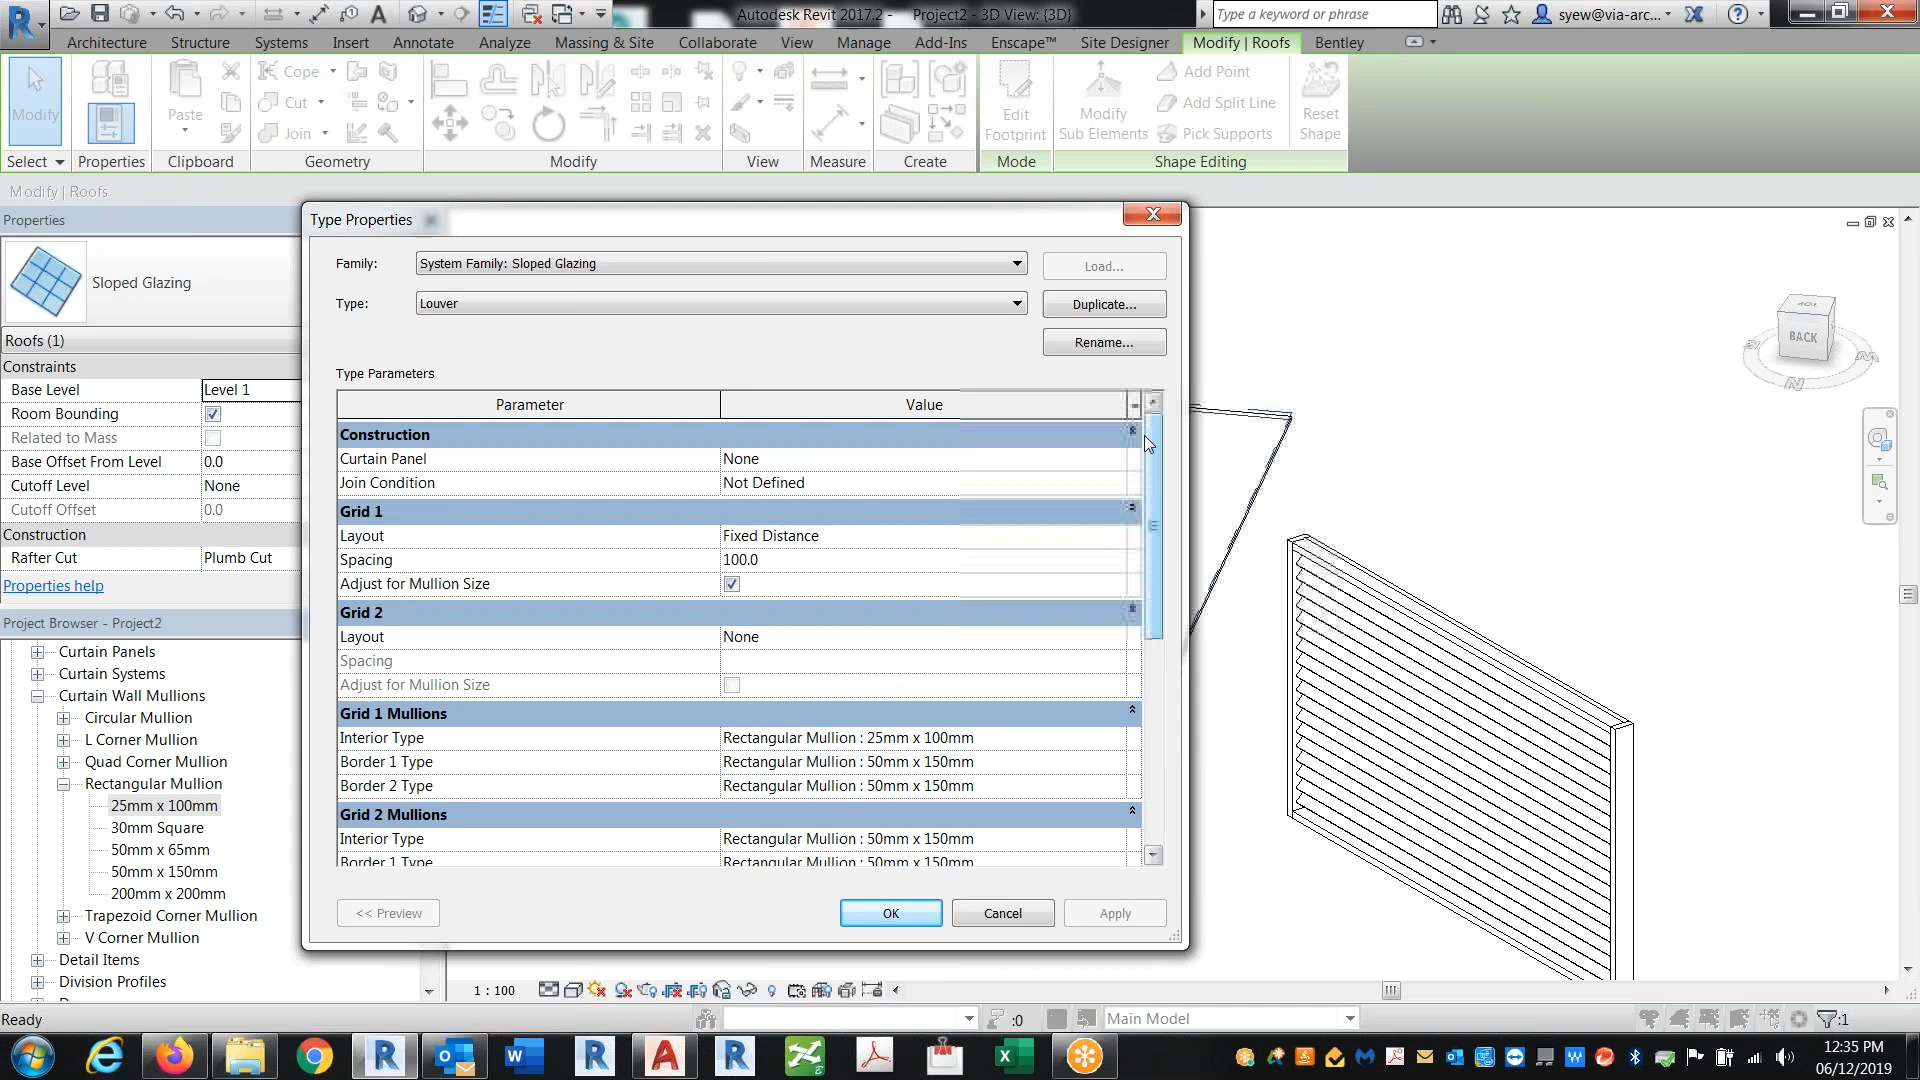 Autodesk Revit 2017.2 - Project2 - 3D View: {3D}
Type a keyword or phrase
syew@via-arc...
Architecture Structure Systems Insert Annotate Analyze Massing & Site Collaborate View Manage Add-Ins Enscape™ Site Designer Modify | Roofs Bentley
Modify
Paste
Cope
Cut
Join
Edit Footprint
Modify Sub Elements
Add Point
Add Split Line
Pick Supports
Reset Shape
Select Properties Clipboard Geometry Modify View Measure Create Mode Shape Editing
Modify | Roofs
Properties
Sloped Glazing
Roofs (1)
Constraints
Base Level Level 1
Room Bounding
Related to Mass
Base Offset From Level 0.0
Cutoff Level None
Cutoff Offset 0.0
Construction
Rafter Cut Plumb Cut
Properties help
Project Browser - Project2
Curtain Panels
Curtain Systems
Curtain Wall Mullions
Circular Mullion
L Corner Mullion
Quad Corner Mullion
Rectangular Mullion
25mm x 100mm
30mm Square
50mm x 65mm
50mm x 150mm
200mm x 200mm
Trapezoid Corner Mullion
V Corner Mullion
Detail Items
Division Profiles
Type Properties
Family: System Family: Sloped Glazing Load...
Type: Louver Duplicate...
Rename...
Type Parameters
Parameter Value
Construction
Curtain Panel None
Join Condition Not Defined
Grid 1
Layout Fixed Distance
Spacing 100.0
Adjust for Mullion Size
Grid 2
Layout None
Spacing
Adjust for Mullion Size
Grid 1 Mullions
Interior Type Rectangular Mullion : 25mm x 100mm
Border 1 Type Rectangular Mullion : 50mm x 150mm
Border 2 Type Rectangular Mullion : 50mm x 150mm
Grid 2 Mullions
Interior Type Rectangular Mullion : 50mm x 150mm
Border 1 Type Rectangular Mullion : 50mm x 150mm
<< Preview OK Cancel Apply
BACK
1 : 100
Ready
:0
Main Model
:1
12:35 PM
06/12/2019